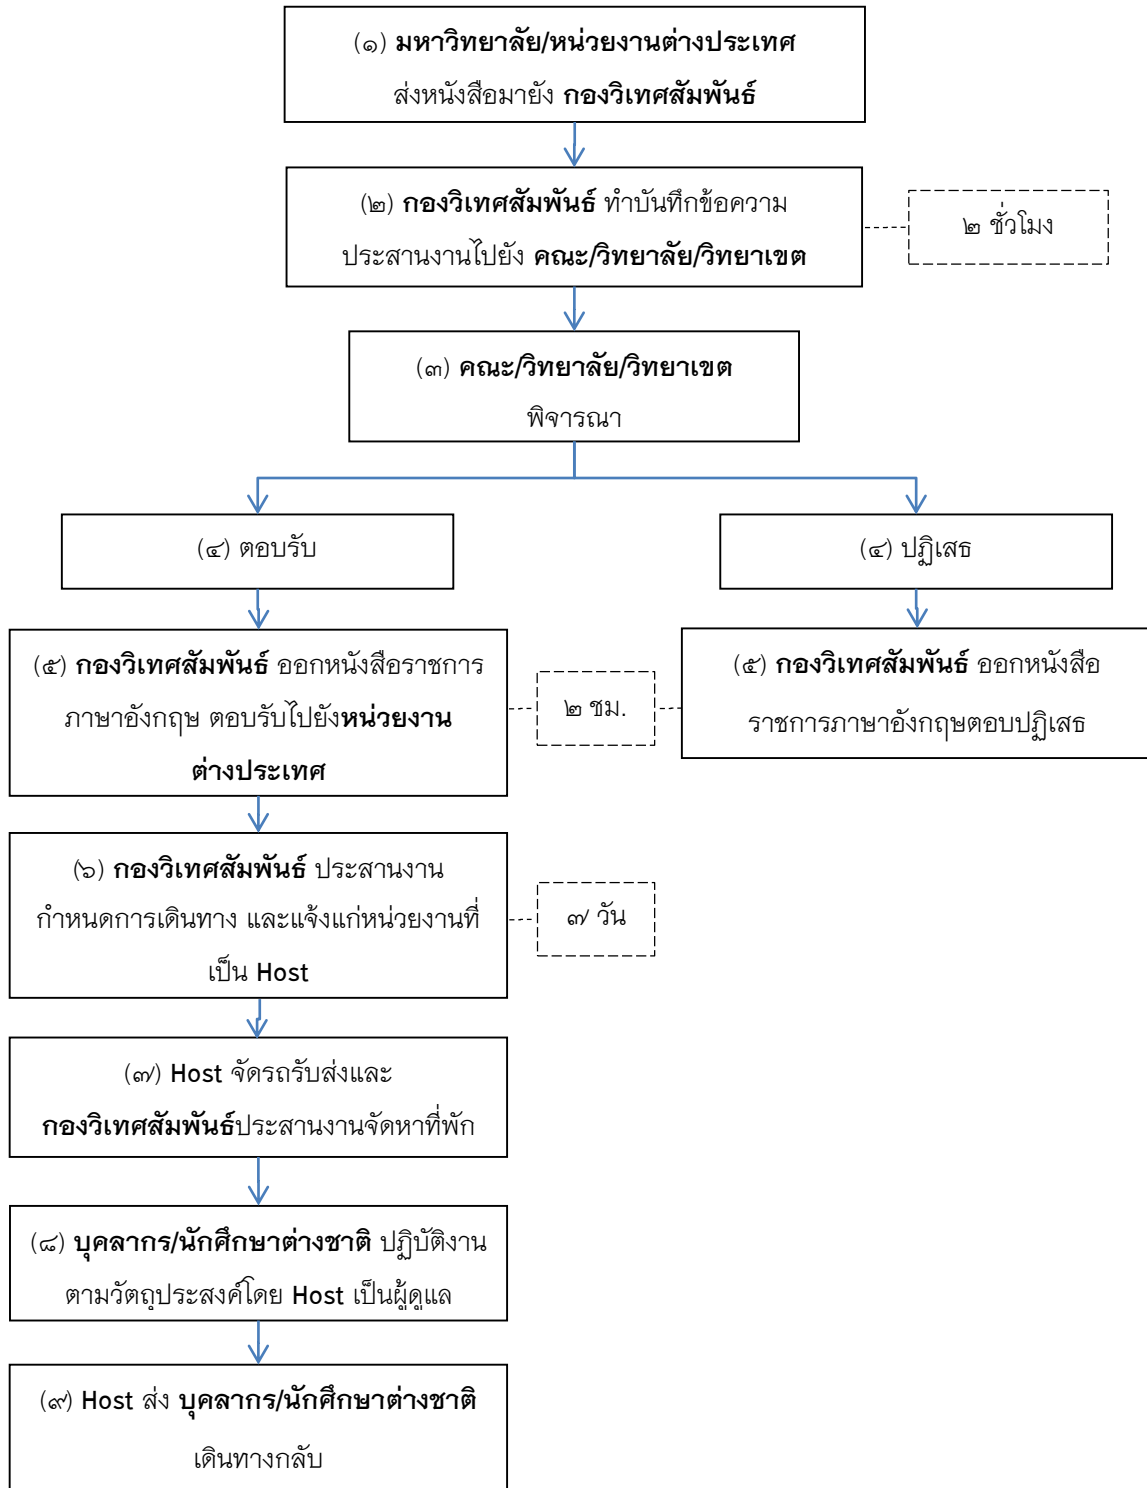 (๑) มหาวิทยาลัย/หน่วยงานต่างประเทศ
ส่งหนังสือมายัง กองวิเทศสัมพันธ์
(๒) กองวิเทศสัมพันธ์ ทำบันทึกข้อความ
ประสานงานไปยัง คณะ/วิทยาลัย/วิทยาเขต
๒ ชั่วโมง
(๓) คณะ/วิทยาลัย/วิทยาเขต
พิจารณา
(๔) ตอบรับ
(๔) ปฏิเสธ
(๕) กองวิเทศสัมพันธ์ ออกหนังสือราชการ
ภาษาอังกฤษ ตอบรับไปยังหน่วยงาน
ต่างประเทศ
๒ ชม.
(๕) กองวิเทศสัมพันธ์ ออกหนังสือ
ราชการภาษาอังกฤษตอบปฏิเสธ
(๖) กองวิเทศสัมพันธ์ ประสานงาน
กำหนดการเดินทาง และแจ้งแก่หน่วยงานที่
เป็น Host
๗ วัน
(๗) Host จัดรถรับส่งและ
กองวิเทศสัมพันธ์ประสานงานจัดหาที่พัก
(๘) บุคลากร/นักศึกษาต่างชาติ ปฏิบัติงาน
ตามวัตถุประสงค์โดย Host เป็นผู้ดูแล
(๙) Host ส่ง บุคลากร/นักศึกษาต่างชาติ
เดินทางกลับ